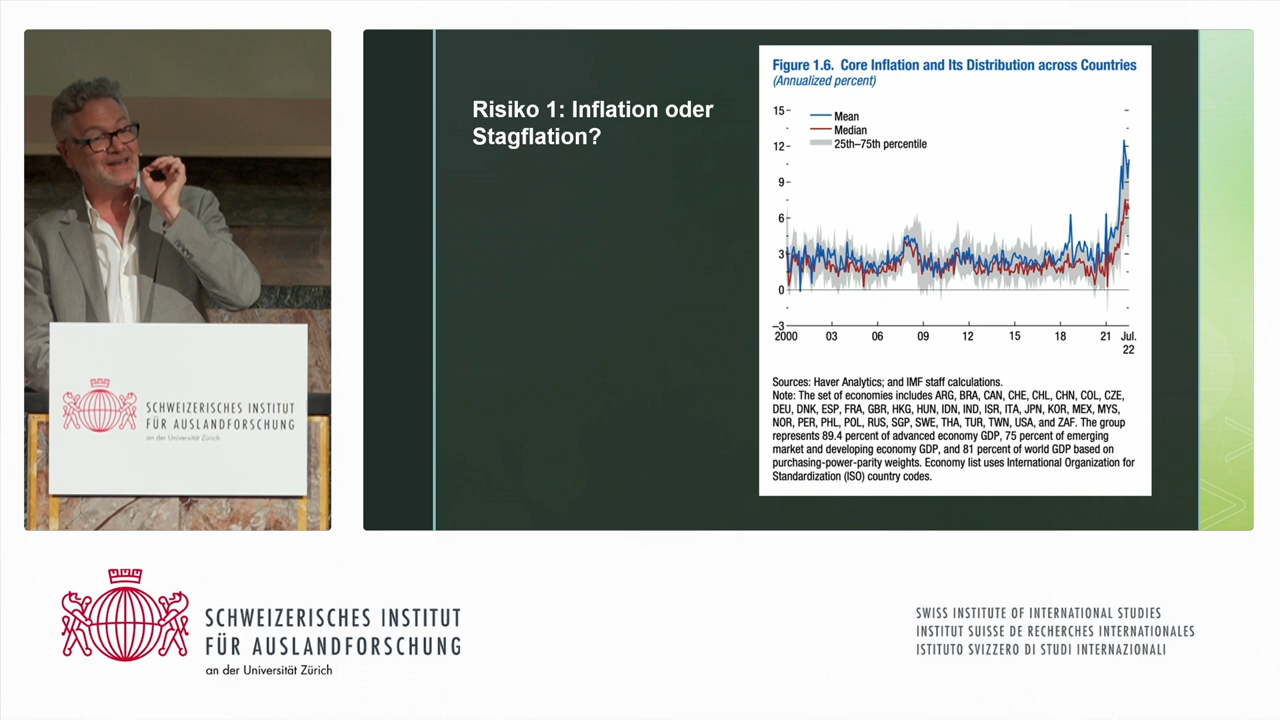 SCHWEIZERISCHES INSTITUT
FÜR AUSLANDFORSCHUNG
an der Universität Zürich
Risiko 1: Inflation oder
Stagflation?
Figure 1.6. Core Inflation and Its Distribution across Countries
(Annualized percent)
15
12
9
6
3
0
–3
Mean
Median
25th–75th percentile
2000 03 06 09 12 15 18 21 Jul.
22
Sources: Haver Analytics; and IMF staff calculations.
Note: The set of economies includes ARG, BRA, CAN, CHE, CHL, CHN, COL, CZE,
DEU, DNK, ESP, FRA, GBR, HKG, HUN, IDN, IND, ISR, ITA, JPN, KOR, MEX, MYS,
NOR, PER, PHL, POL, RUS, SGP, SWE, THA, TUR, TWN, USA, and ZAF. The group
represents 89.4 percent of advanced economy GDP, 75 percent of emerging
market and developing economy GDP, and 81 percent of world GDP based on
purchasing-power-parity weights. Economy list uses International Organization for
Standardization (ISO) country codes.
SCHWEIZERISCHES INSTITUT
FÜR AUSLANDFORSCHUNG
an der Universität Zürich
SWISS INSTITUTE OF INTERNATIONAL STUDIES
INSTITUT SUISSE DE RECHERCHES INTERNATIONALES
ISTITUTO SVIZZERO DI STUDI INTERNAZIONALI